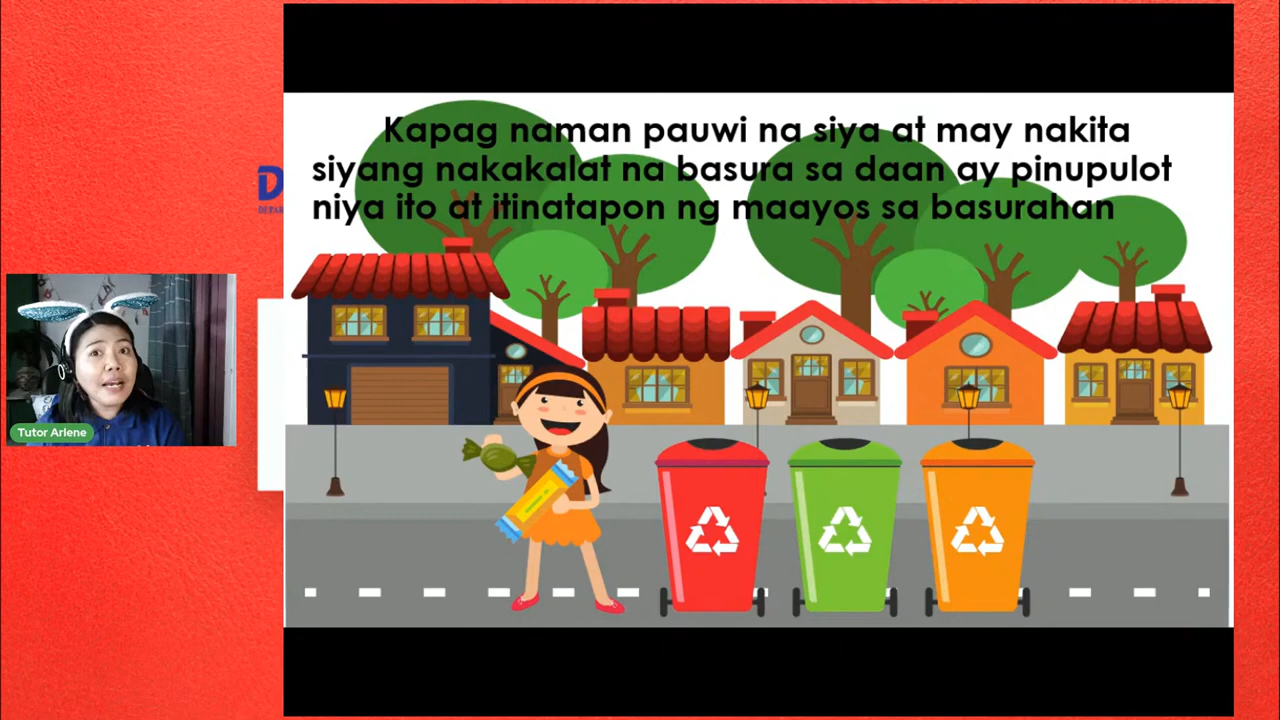 Kapag naman pauwi na siya at may nakita
siyang nakakalat na basura sa daan ay pinupulot
niya ito at itinatapon ng maayos sa basurahan
D
DEPAR
Tutor Arlene